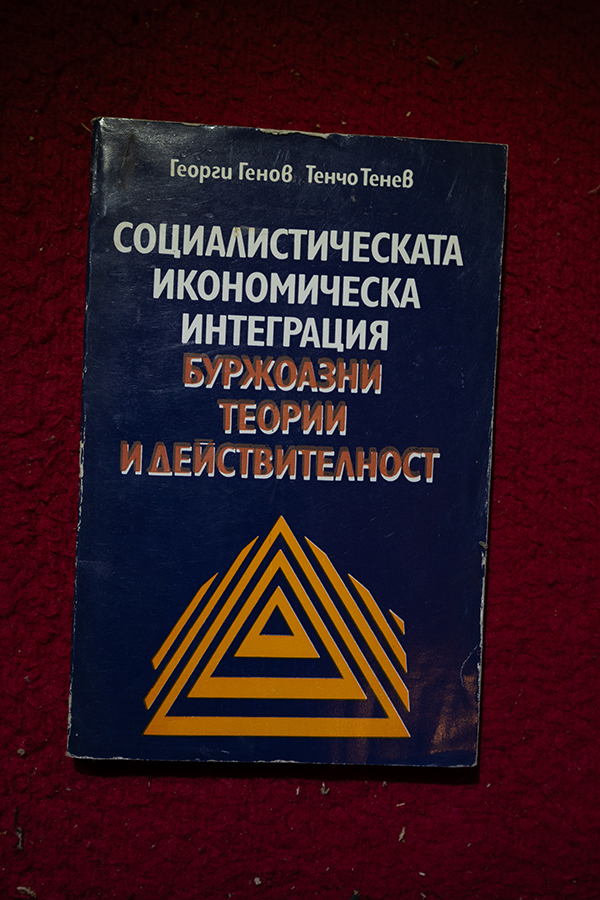 Георги Генов Тенчо Тенев
СОЦИАЛИСТИЧЕСКАТА
ИКОНОМИЧЕСКА
ИНТЕГРАЦИЯ
БУРЖОАЗНИ
ТЕОРИИ
И ДЕЙСТВИТЕЛНОСТ